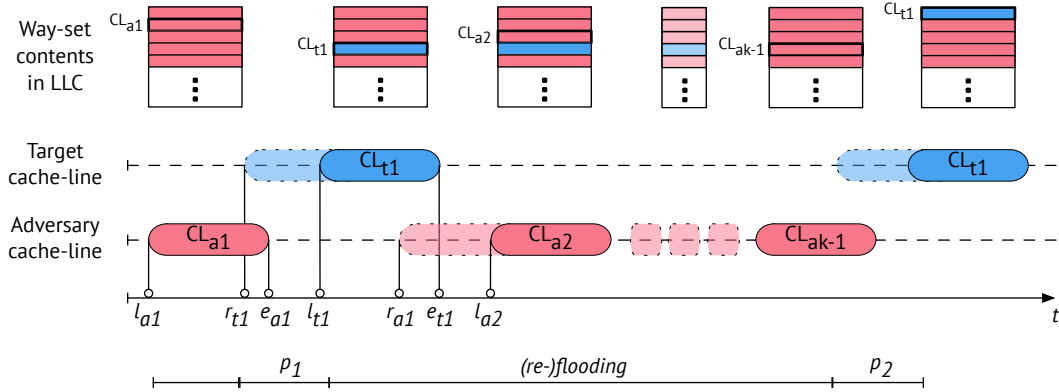 Way-set
contents
in LLC
CLa1
CLt1
CLa2
CLak-1
CLt1
Target
cache-line
CLt1
CLt1
Adversary
cache-line
CLa1
CLa2
CLak-1
la1
rt1
ea1
lt1
ra1
et1
la2
t
p1
(re-)flooding
p2